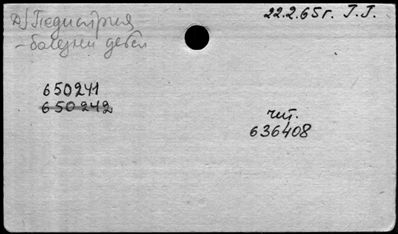 22.2.65г. Т.Т.
А) Педиатрия
- болезни детей
650241
650242
чит.
636408